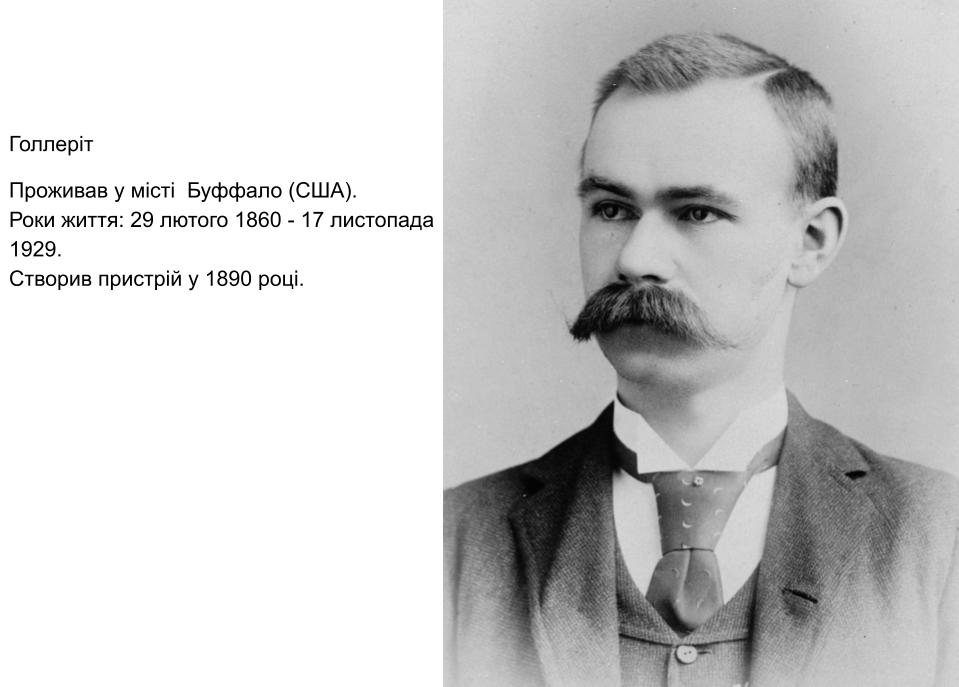 Голлеріт
Проживав у місті  Буффало (США).
Роки життя: 29 лютого 1860 - 17 листопада
1929.
Створив пристрій у 1890 році.